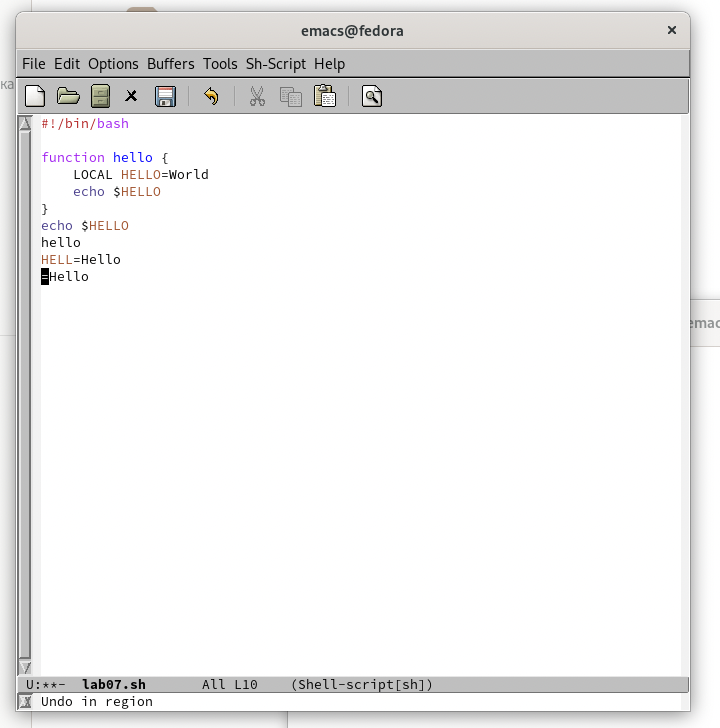 ка
emacs@fedora
File Edit Options Buffers Tools Sh-Script Help
#!/bin/bash
function hello {
    LOCAL HELLO=World
    echo $HELLO
}
echo $HELLO
hello
HELL=Hello
=Hello
emac
U:**-  lab07.sh       All L10    (Shell-script[sh])
Undo in region